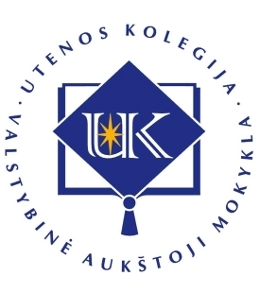 · UTENOS KOLEGIJA ·
VALSTYBINĖ AUKŠTOJI MOKYKLA
UK